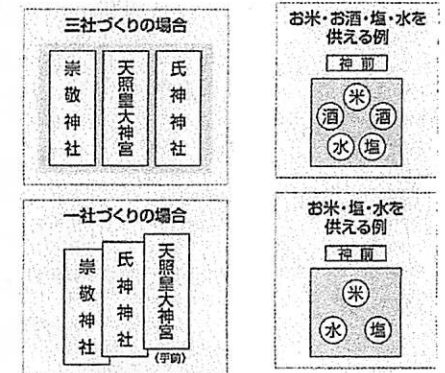 三社づくりの場合
崇敬神社
天照皇大神宮
氏神神社
お米・お酒・塩・水を
供える例
神前
米
酒
酒
水
塩
一社づくりの場合
崇敬神社
氏神神社
天照皇大神宮
(手前)
お米・塩・水を
供える例
神前
米
水
塩